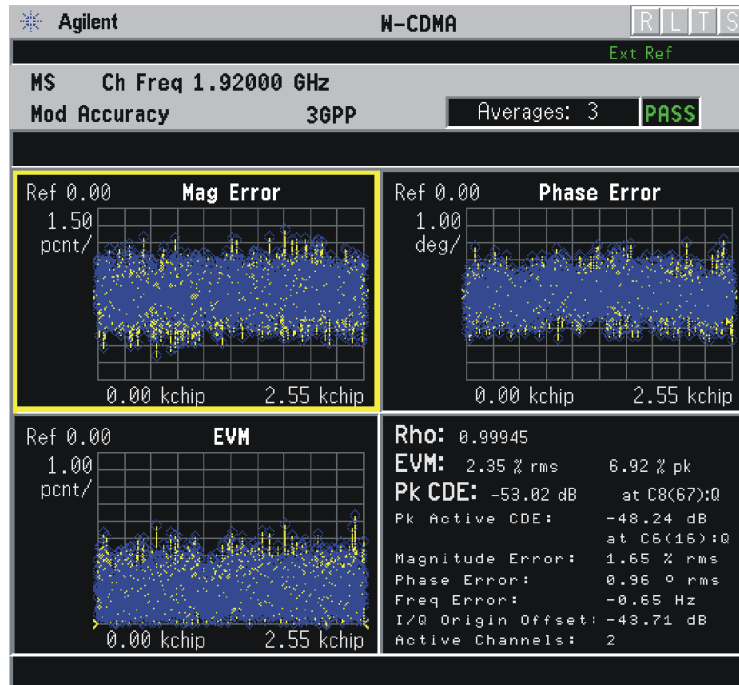 Agilent W-CDMA R L T S
Ext Ref
MS Ch Freq 1.92000 GHz
Mod Accuracy 3GPP Averages: 3 PASS
Ref 0.00 Mag Error
1.50
pcnt/
0.00 kchip 2.55 kchip
Ref 0.00 Phase Error
1.00
deg/
0.00 kchip 2.55 kchip
Ref 0.00 EVM
1.00
pcnt/
0.00 kchip 2.55 kchip
Rho: 0.99945
EVM: 2.35 % rms 6.92 % pk
Pk CDE: -53.02 dB at C8(67):Q
Pk Active CDE: -48.24 dB
at C6(16):Q
Magnitude Error: 1.65 % rms
Phase Error: 0.96 º rms
Freq Error: -0.65 Hz
I/Q Origin Offset: -43.71 dB
Active Channels: 2